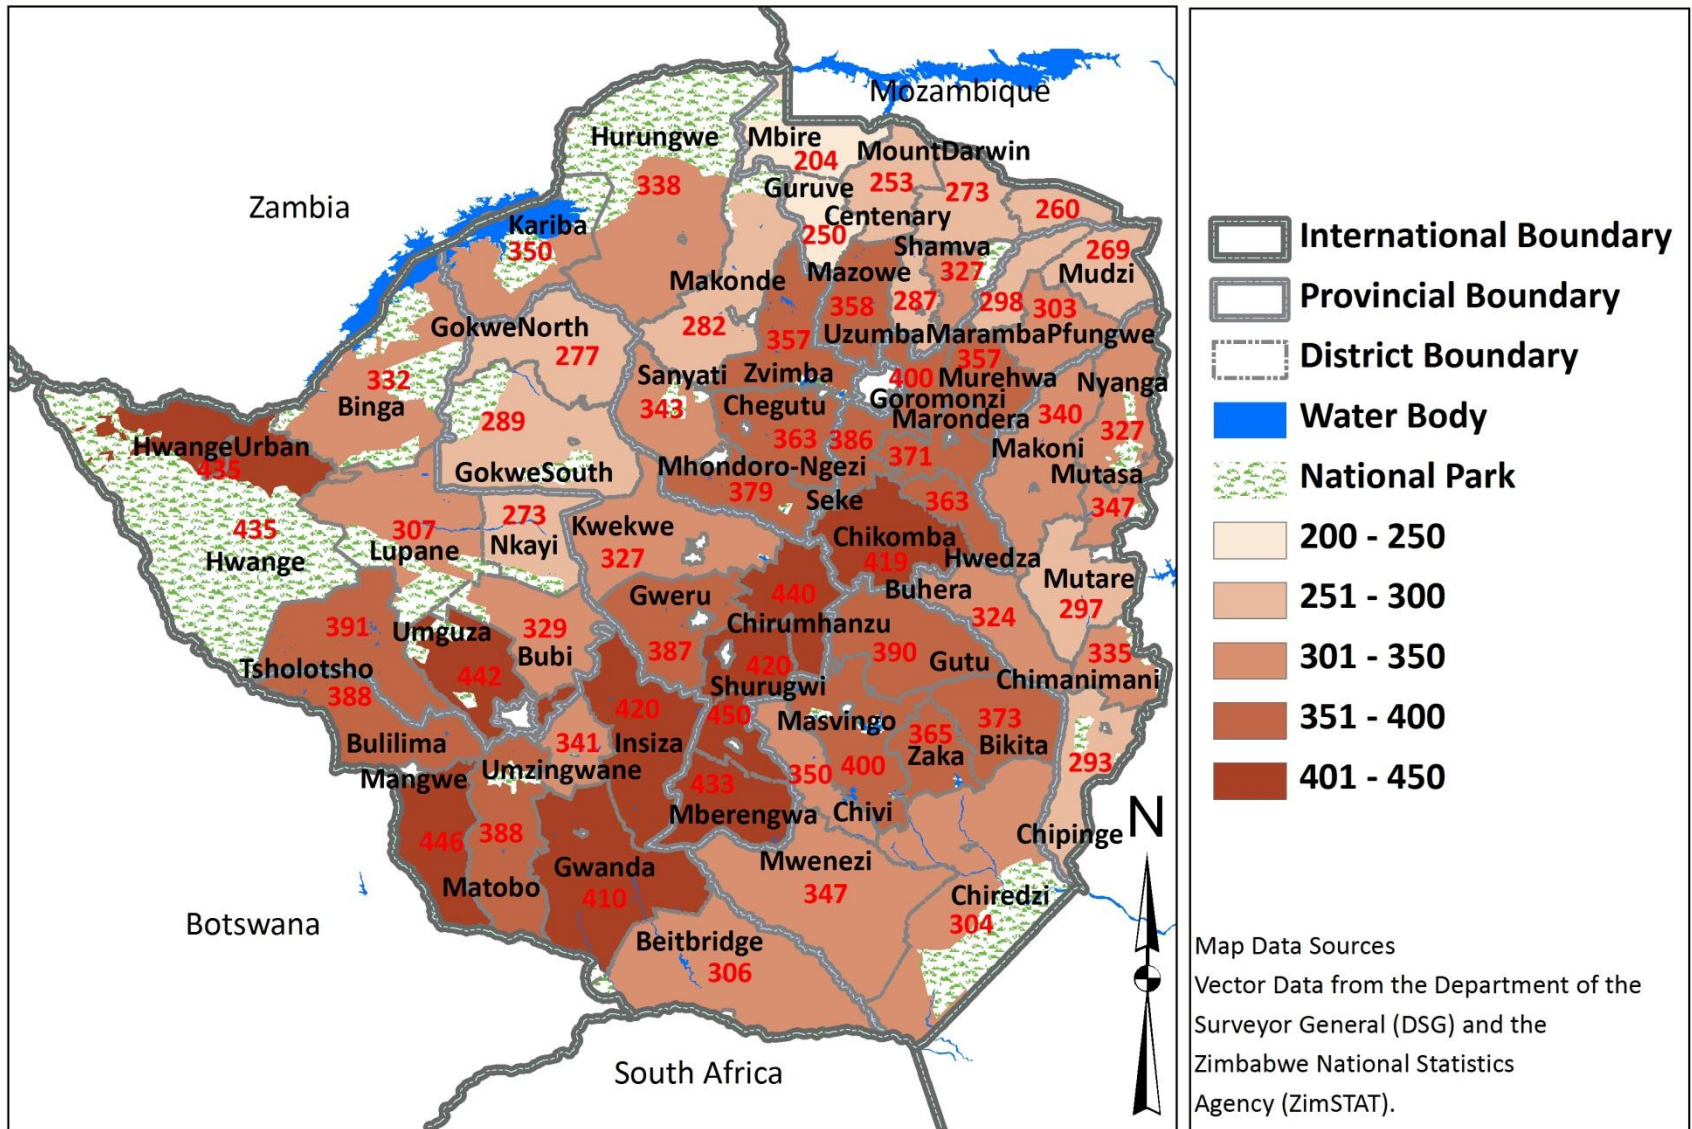 Mozambique
Hurungwe
Mbire
204
MountDarwin
338
Guruve
253
273
Zambia
Kariba
350
Centenary
250
260
Shamva
327
269
Mudzi
Makonde
Mazowe
358
287
298
303
GokweNorth
277
282
357
UzumbaMarambaPfungwe
357
332
Binga
Sanyati
343
Zvimba
400
Murehwa
Nyanga
Goromonzi
Chegutu
Marondera
340
327
289
363
386
371
Makoni
HwangeUrban
435
GokweSouth
Mhondoro-Ngezi
379
Seke
363
Mutasa
347
435
Hwange
307
Lupane
273
Nkayi
Kwekwe
327
Chikomba
419
Hwedza
Mutare
297
Gweru
440
Buhera
324
391
Umguza
329
Bubi
Chirumhanzu
387
390
Gutu
335
Tsholotsho
388
442
420
Shurugwi
Chimanimani
420
450
Masvingo
373
Bikita
365
Zaka
Bulilima
341
Insiza
350
400
293
Mangwe
Umzingwane
433
Mberengwa
Chivi
Chipinge
N
446
388
Matobo
Gwanda
410
Mwenezi
347
Chiredzi
304
Botswana
Beitbridge
306
South Africa
International Boundary
Provincial Boundary
District Boundary
Water Body
National Park
200 - 250
251 - 300
301 - 350
351 - 400
401 - 450
Map Data Sources
Vector Data from the Department of the
Surveyor General (DSG) and the
Zimbabwe National Statistics
Agency (ZimSTAT).